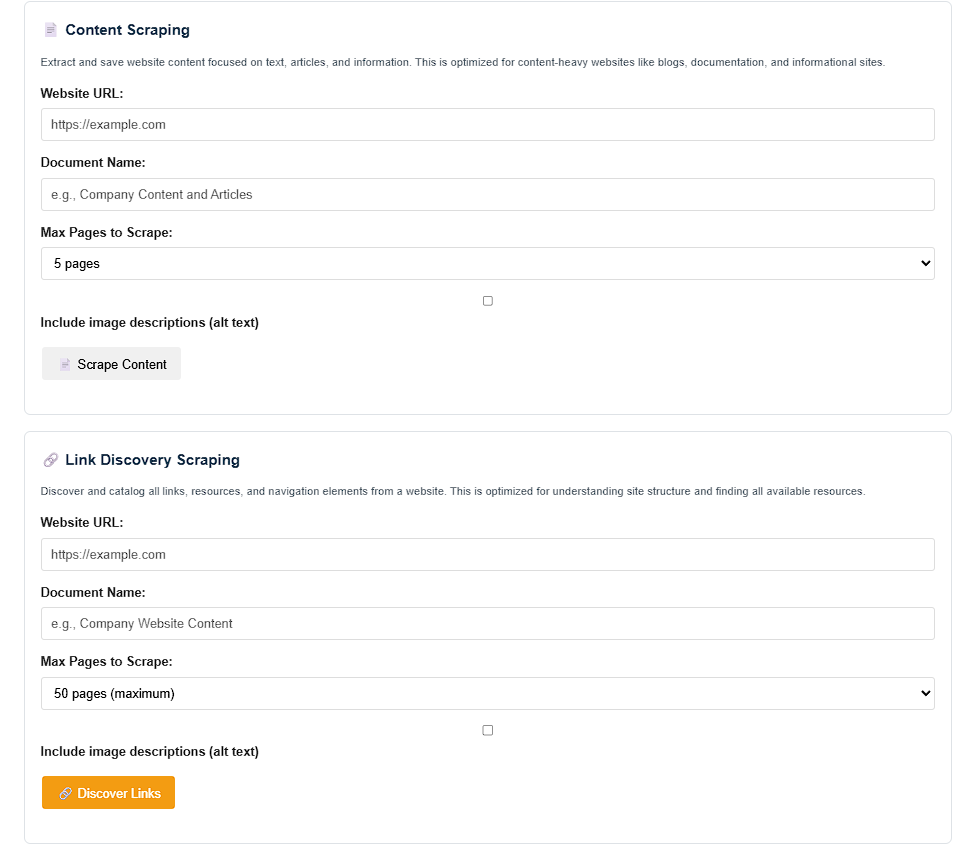 Content Scraping
Extract and save website content focused on text, articles, and information. This is optimized for content-heavy websites like blogs, documentation, and informational sites.
Website URL:
https://example.com
Document Name:
e.g., Company Content and Articles
Max Pages to Scrape:
5 pages
Include image descriptions (alt text)
Scrape Content
Link Discovery Scraping
Discover and catalog all links, resources, and navigation elements from a website. This is optimized for understanding site structure and finding all available resources.
Website URL:
https://example.com
Document Name:
e.g., Company Website Content
Max Pages to Scrape:
50 pages (maximum)
Include image descriptions (alt text)
Discover Links